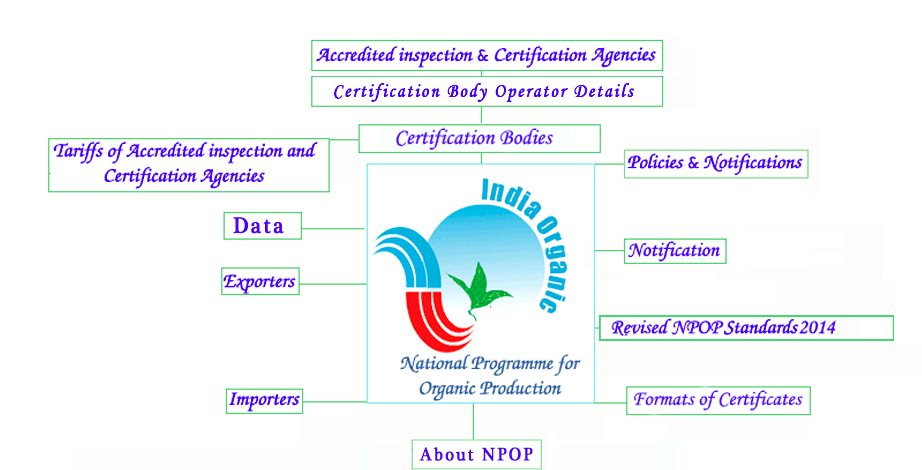 Accredited inspection & Certification Agencies
Certification Body Operator Details
Certification Bodies
Tariffs of Accredited inspection and
Certification Agencies
Policies & Notifications
India Organic
Data
Notification
Exporters
Revised NPOP Standards 2014
National Programme for
Organic Production
Importers
Formats of Certificates
About NPOP